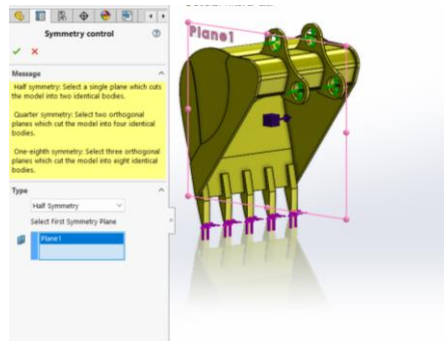 Symmetry control
Message
Half symmetry: Select a single plane which cuts
the model into two identical bodies.
Quarter symmetry: Select two orthogonal
planes which cut the model into four identical
bodies.
One-eighth symmetry: Select three orthogonal
planes which cut the model into eight identical
bodies.
Type
Half Symmetry
Select First Symmetry Plane
Plane1
Plane1